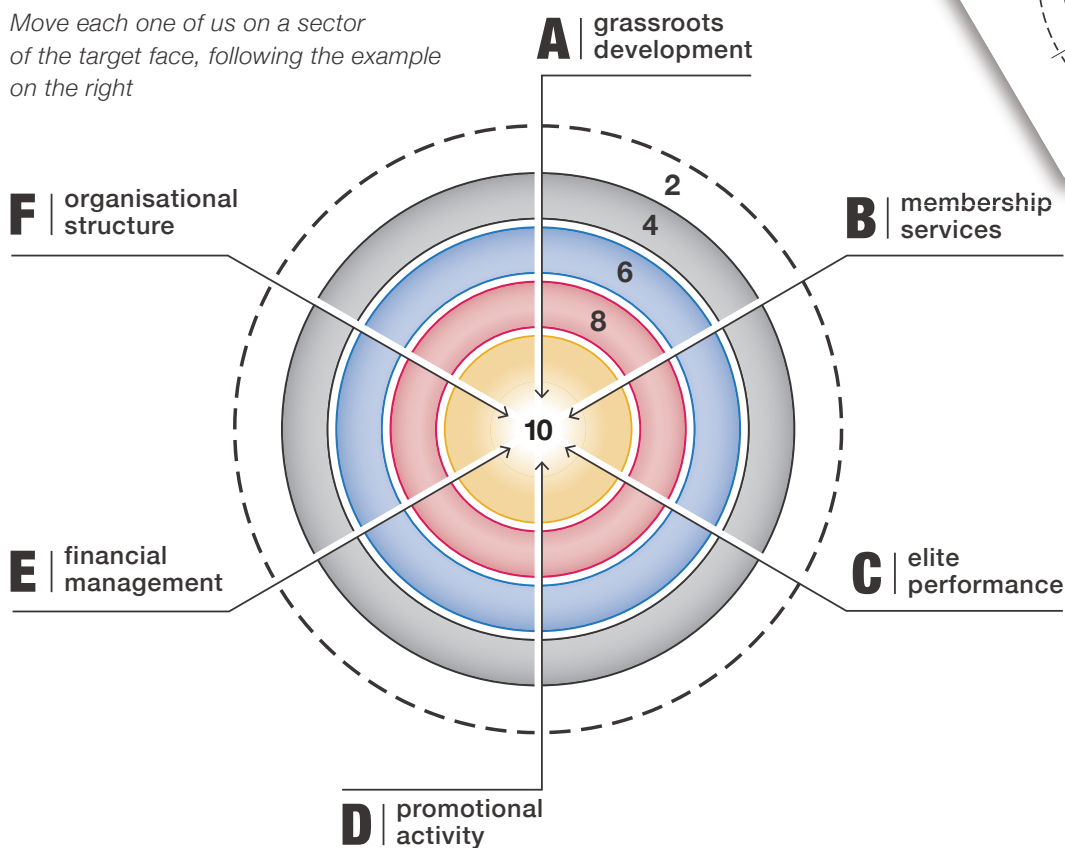 Move each one of us on a sector
of the target face, following the example
on the right
A grassroots
development
2
F organisational
structure
B membership
services
4
6
8
10
E financial
management
C elite
performance
D promotional
activity